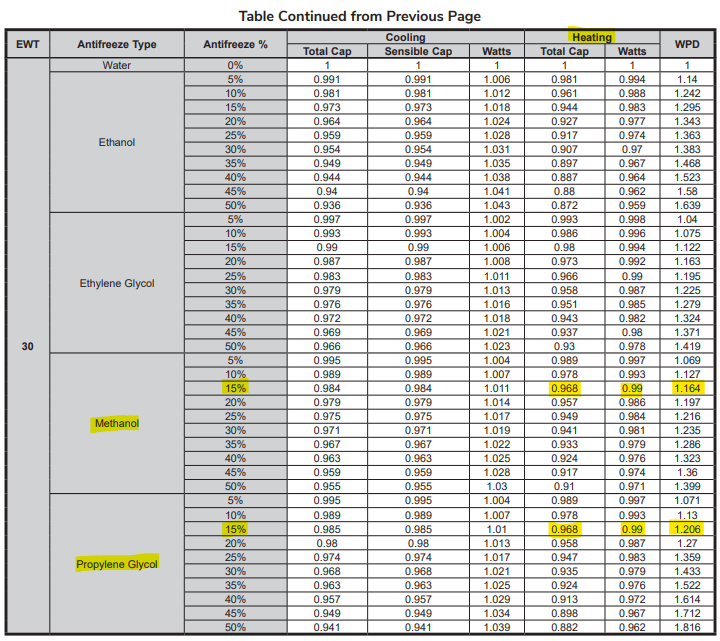 Table Continued from Previous Page
EWT Antifreeze Type Antifreeze % Cooling Heating WPD
Total Cap Sensible Cap Watts Total Cap Watts
30
Water 0% 1 1 1 1 1 1
Ethanol
5% 0.991 0.991 1.006 0.981 0.994 1.14
10% 0.981 0.981 1.012 0.961 0.988 1.242
15% 0.973 0.973 1.018 0.944 0.983 1.295
20% 0.964 0.964 1.024 0.927 0.977 1.343
25% 0.959 0.959 1.028 0.917 0.974 1.363
30% 0.954 0.954 1.031 0.907 0.97 1.383
35% 0.949 0.949 1.035 0.897 0.967 1.468
40% 0.944 0.944 1.038 0.887 0.964 1.523
45% 0.94 0.94 1.041 0.88 0.962 1.58
50% 0.936 0.936 1.043 0.872 0.959 1.639
Ethylene Glycol
5% 0.997 0.997 1.002 0.993 0.998 1.04
10% 0.993 0.993 1.004 0.986 0.996 1.075
15% 0.99 0.99 1.006 0.98 0.994 1.122
20% 0.987 0.987 1.008 0.973 0.992 1.163
25% 0.983 0.983 1.011 0.966 0.99 1.195
30% 0.979 0.979 1.013 0.958 0.987 1.225
35% 0.976 0.976 1.016 0.951 0.985 1.279
40% 0.972 0.972 1.018 0.943 0.982 1.324
45% 0.969 0.969 1.021 0.937 0.98 1.371
50% 0.966 0.966 1.023 0.93 0.978 1.419
Methanol
5% 0.995 0.995 1.004 0.989 0.997 1.069
10% 0.989 0.989 1.007 0.978 0.993 1.127
15% 0.984 0.984 1.011 0.968 0.99 1.164
20% 0.979 0.979 1.014 0.957 0.986 1.197
25% 0.975 0.975 1.017 0.949 0.984 1.216
30% 0.971 0.971 1.019 0.941 0.981 1.235
35% 0.967 0.967 1.022 0.933 0.979 1.286
40% 0.963 0.963 1.025 0.924 0.976 1.323
45% 0.959 0.959 1.028 0.917 0.974 1.36
50% 0.955 0.955 1.03 0.91 0.971 1.399
Propylene Glycol
5% 0.995 0.995 1.004 0.989 0.997 1.071
10% 0.989 0.989 1.007 0.978 0.993 1.13
15% 0.985 0.985 1.01 0.968 0.99 1.206
20% 0.98 0.98 1.013 0.958 0.987 1.27
25% 0.974 0.974 1.017 0.947 0.983 1.359
30% 0.968 0.968 1.021 0.935 0.979 1.433
35% 0.963 0.963 1.025 0.924 0.976 1.522
40% 0.957 0.957 1.029 0.913 0.972 1.614
45% 0.949 0.949 1.034 0.898 0.967 1.712
50% 0.941 0.941 1.039 0.882 0.962 1.816